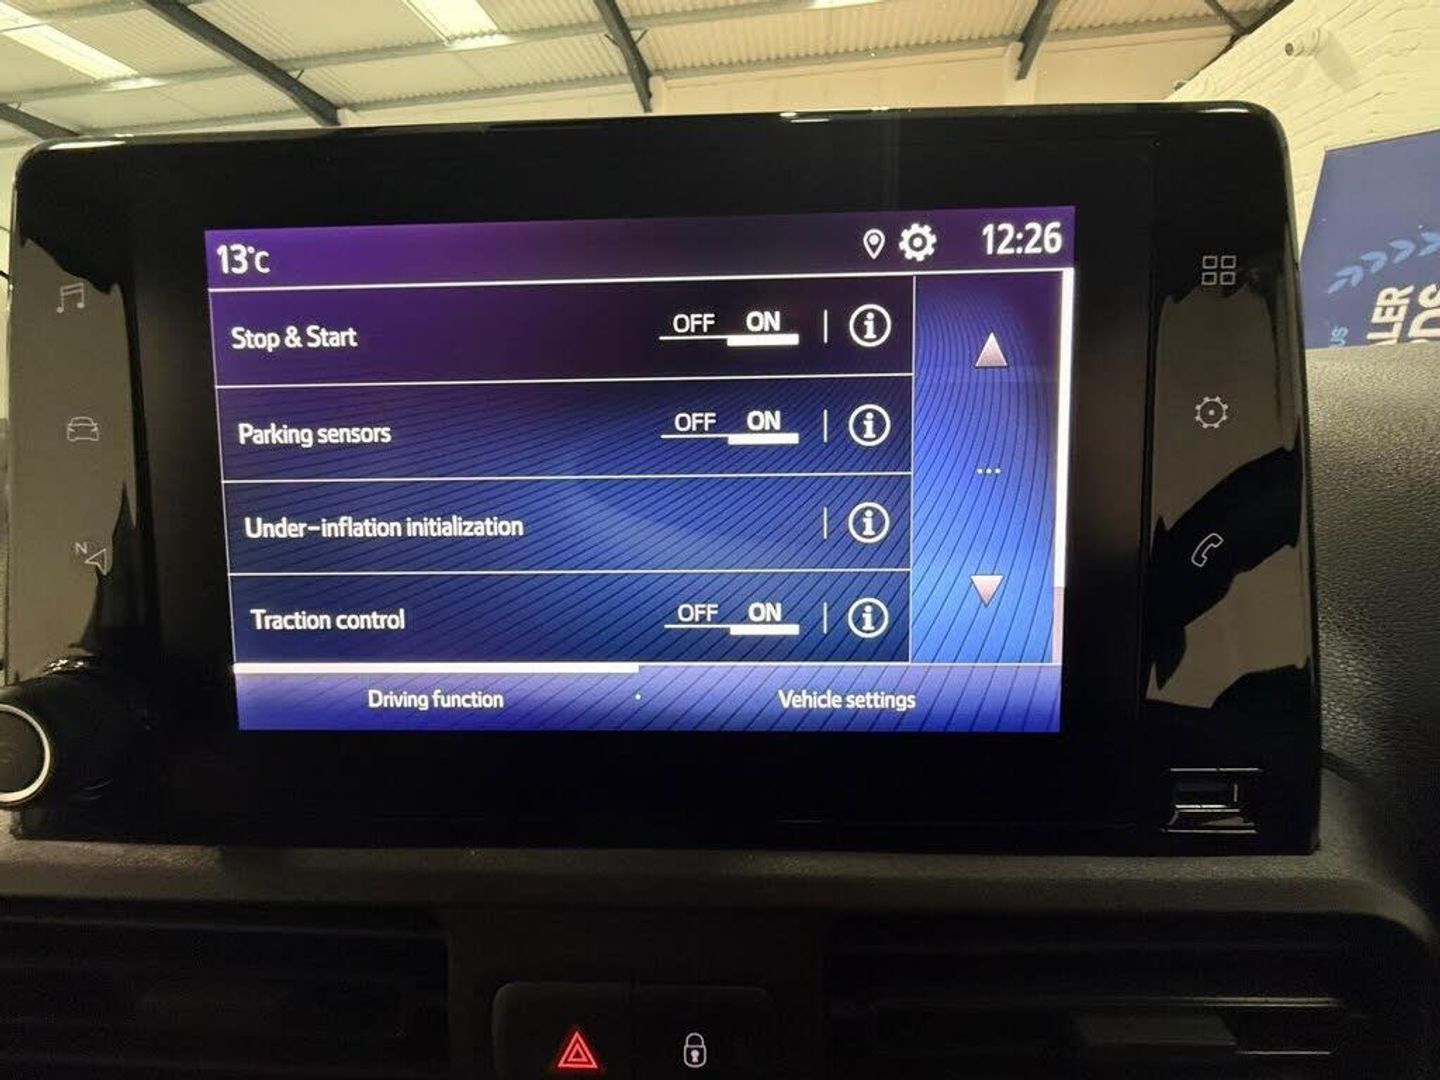 13°C 12:26
Stop & Start OFF ON
Parking sensors OFF ON
Under-inflation initialization
Traction control OFF ON
Driving function Vehicle settings
N